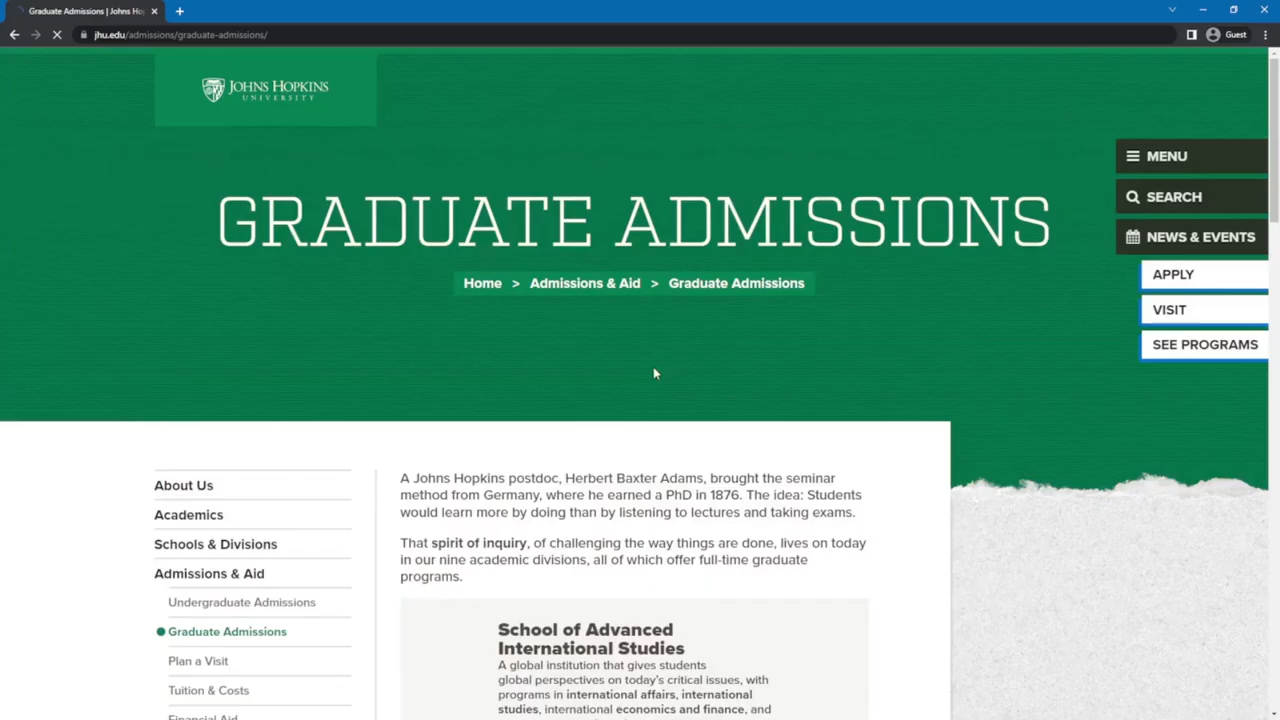 Graduate Admissions | Johns Ho
jhu.edu/admissions/graduate-admissions/
Guest
JOHNS HOPKINS
UNIVERSITY
MENU
SEARCH
NEWS & EVENTS
APPLY
VISIT
SEE PROGRAMS
GRADUATE ADMISSIONS
Home > Admissions & Aid > Graduate Admissions
About Us
Academics
Schools & Divisions
Admissions & Aid
Undergraduate Admissions
Graduate Admissions
Plan a Visit
Tuition & Costs
Financial Aid
A Johns Hopkins postdoc, Herbert Baxter Adams, brought the seminar
method from Germany, where he earned a PhD in 1876. The idea: Students
would learn more by doing than by listening to lectures and taking exams.
That spirit of inquiry, of challenging the way things are done, lives on today
in our nine academic divisions, all of which offer full-time graduate
programs.
School of Advanced
International Studies
A global institution that gives students
global perspectives on today's critical issues, with
programs in international affairs, international
studies, international economics and finance, and